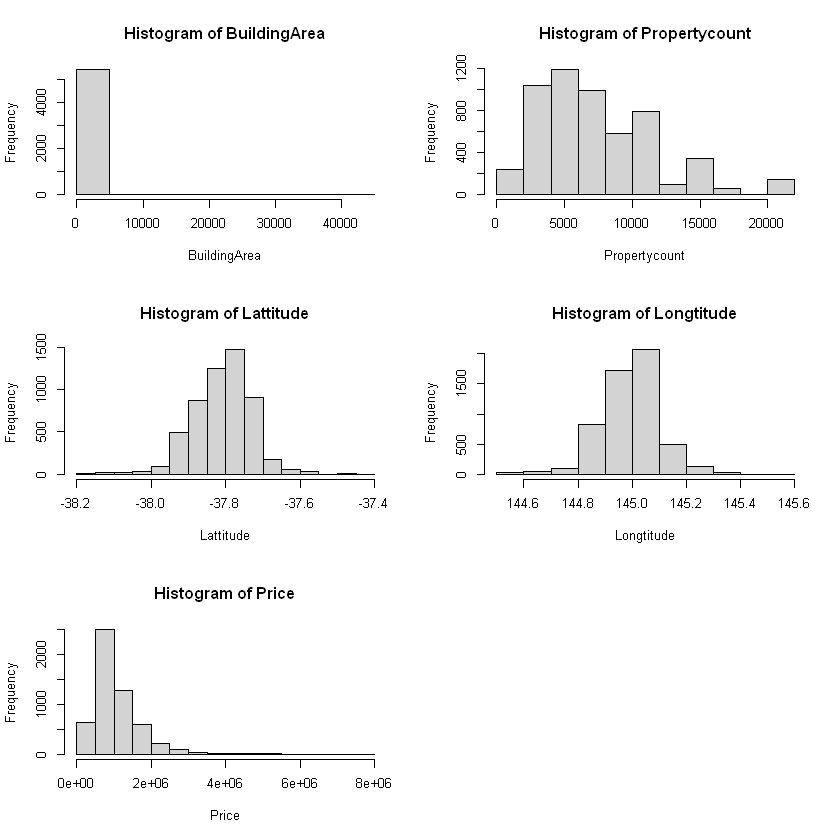 Histogram of BuildingArea
Frequency
0 2000 4000
0 10000 20000 30000 40000
BuildingArea
Histogram of Propertycount
Frequency
0 400 800 1200
0 5000 10000 15000 20000
Propertycount
Histogram of Lattitude
Frequency
0 500 1000 1500
-38.2 -38.0 -37.8 -37.6 -37.4
Lattitude
Histogram of Longtitude
Frequency
0 500 1500
144.6 144.8 145.0 145.2 145.4 145.6
Longtitude
Histogram of Price
Frequency
0 1000 2000
0e+00 2e+06 4e+06 6e+06 8e+06
Price